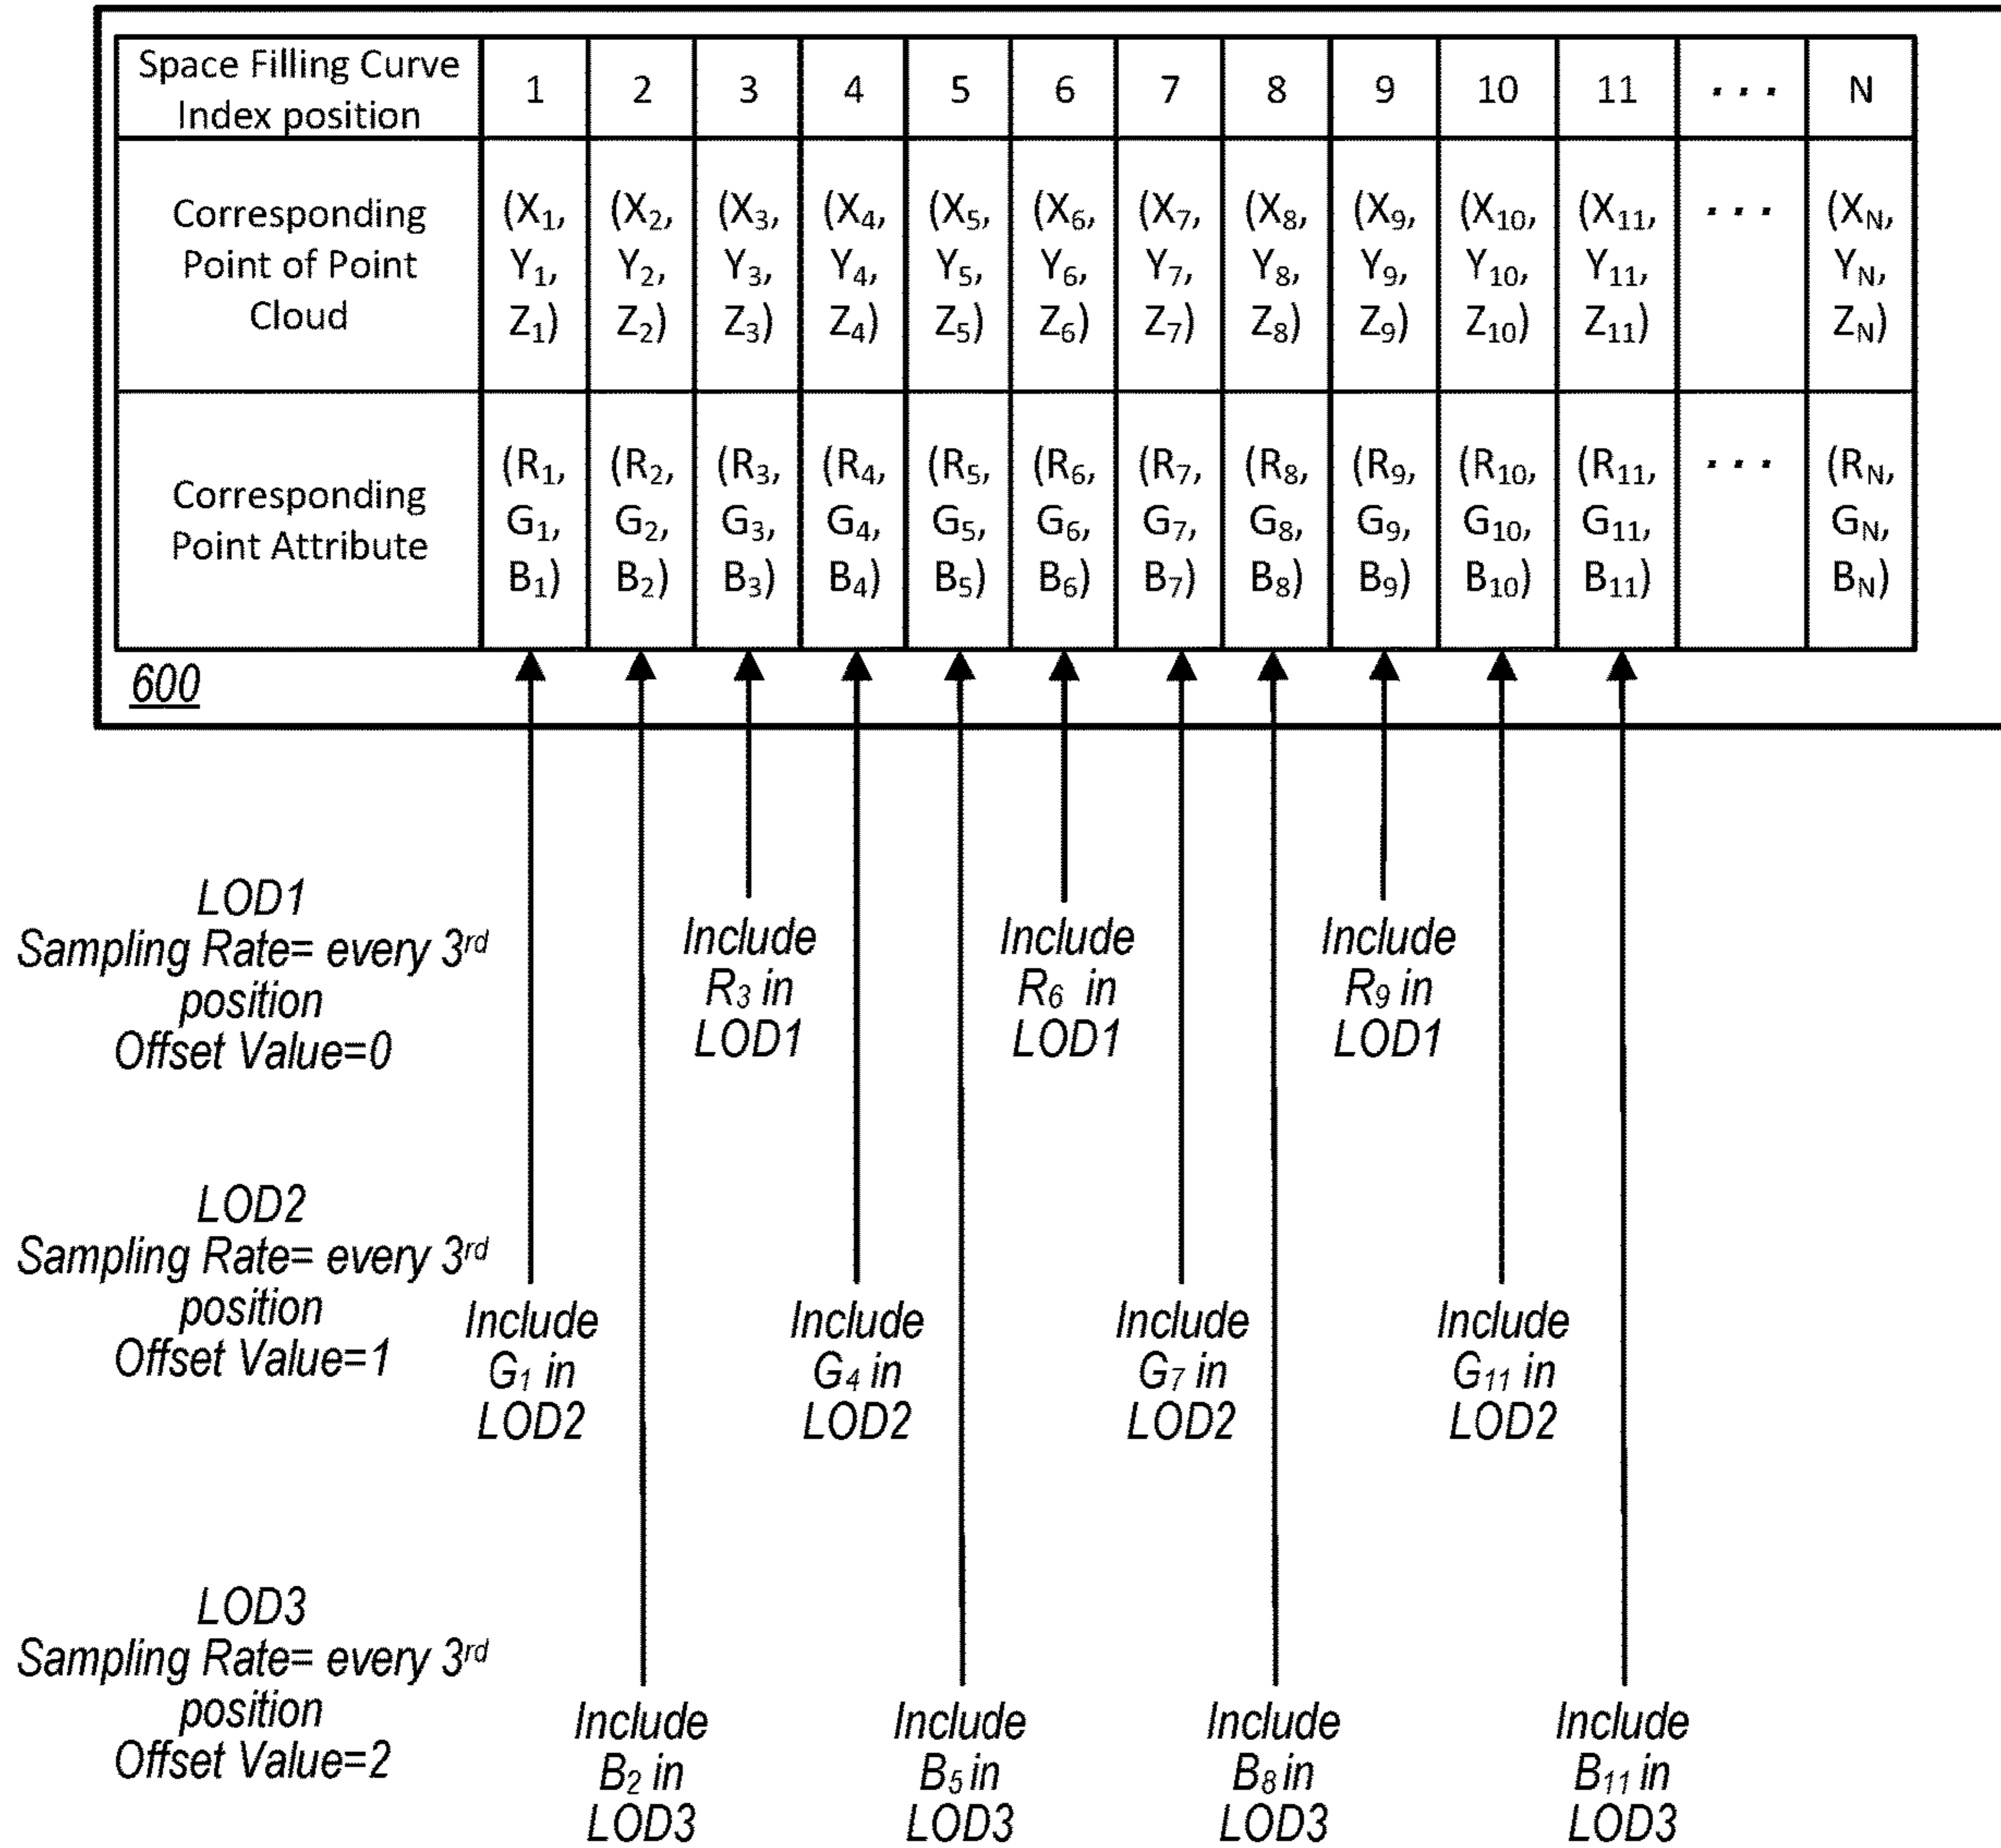 Space Filling Curve Index position 1 2 3 4 5 6 7 8 9 10 11 ... N
Corresponding Point of Point Cloud (X₁, Y₁, Z₁) (X₂, Y₂, Z₂) (X₃, Y₃, Z₃) (X₄, Y₄, Z₄) (X₅, Y₅, Z₅) (X₆, Y₆, Z₆) (X₇, Y₇, Z₇) (X₈, Y₈, Z₈) (X₉, Y₉, Z₉) (X₁₀, Y₁₀, Z₁₀) (X₁₁, Y₁₁, Z₁₁) ... (X_N, Y_N, Z_N)
Corresponding Point Attribute (R₁, G₁, B₁) (R₂, G₂, B₂) (R₃, G₃, B₃) (R₄, G₄, B₄) (R₅, G₅, B₅) (R₆, G₆, B₆) (R₇, G₇, B₇) (R₈, G₈, B₈) (R₉, G₉, B₉) (R₁₀, G₁₀, B₁₀) (R₁₁, G₁₁, B₁₁) ... (R_N, G_N, B_N)
600
LOD1
Sampling Rate= every 3rd
position
Offset Value=0
Include
R₃ in
LOD1
Include
R₆ in
LOD1
Include
R₉ in
LOD1
LOD2
Sampling Rate= every 3rd
position
Offset Value=1
Include
G₁ in
LOD2
Include
G₄ in
LOD2
Include
G₇ in
LOD2
Include
G₁₁ in
LOD2
LOD3
Sampling Rate= every 3rd
position
Offset Value=2
Include
B₂ in
LOD3
Include
B₅ in
LOD3
Include
B₈ in
LOD3
Include
B₁₁ in
LOD3